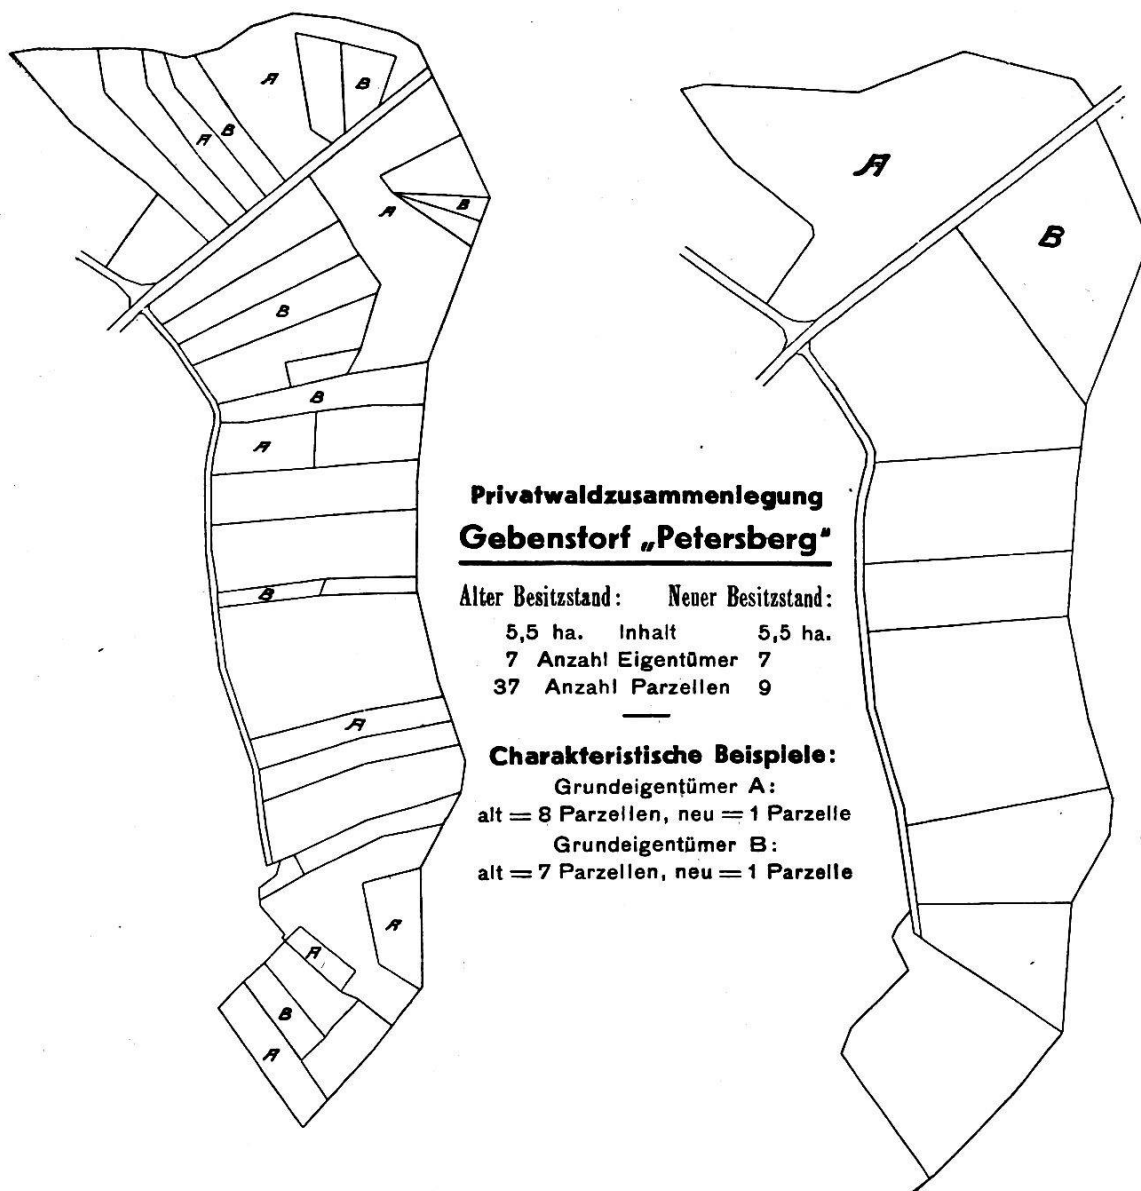 A
B
A
B
B
A
B
B
A
B
A
A
A
B
A
A
B
Privatwaldzusammenlegung
Gebenstorf „Petersberg“
Alter Besitzstand: Neuer Besitzstand:
5,5 ha. Inhalt 5,5 ha.
7 Anzahl Eigentümer 7
37 Anzahl Parzellen 9
Charakteristische Beispiele:
Grundeigentümer A:
alt = 8 Parzellen, neu = 1 Parzelle
Grundeigentümer B:
alt = 7 Parzellen, neu = 1 Parzelle